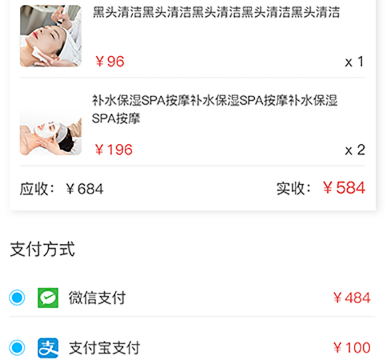 黑头清洁黑头清洁黑头清洁黑头清洁黑头清洁
￥96
x 1
补水保湿SPA按摩补水保湿SPA按摩补水保湿
SPA按摩
￥196
x 2
应收：￥684
实收：￥584
支付方式
微信支付
￥484
支付宝支付
￥100